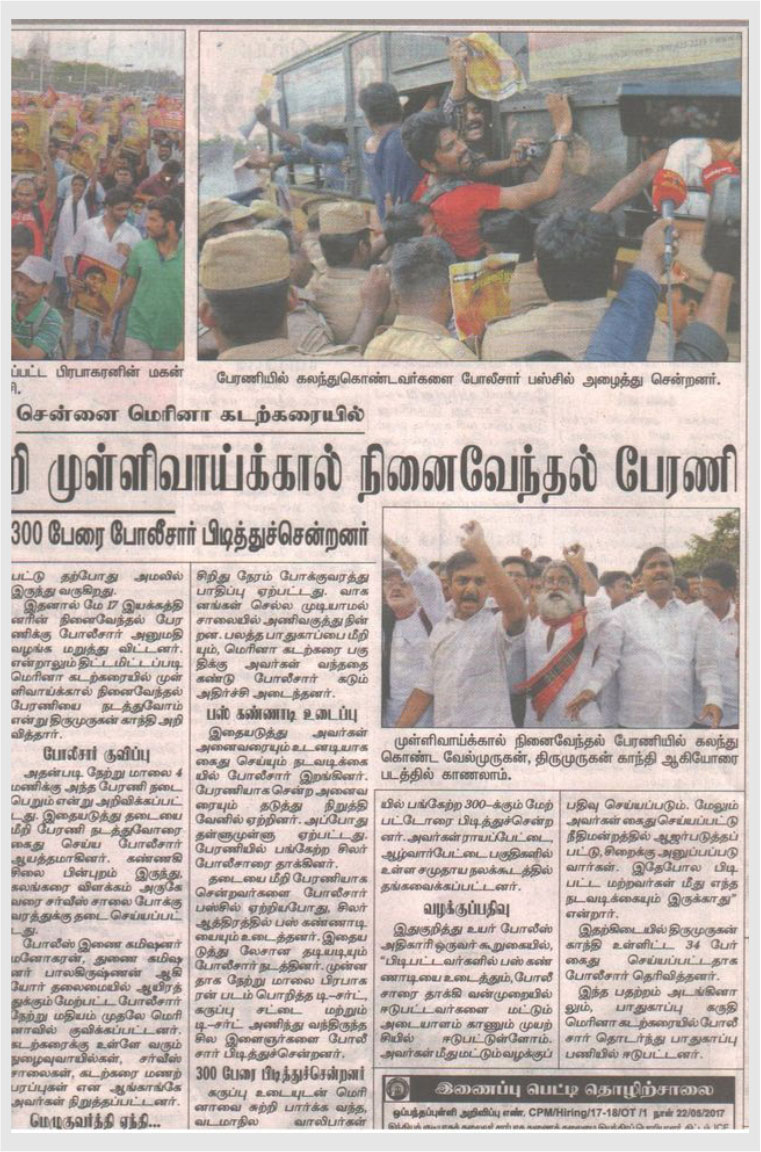 ப்பட்ட பிரபாகரனின் மகன்
பேரணியில் கலந்துகொண்டவர்களை போலீசார் பஸ்சில் அழைத்து சென்றனர்.
சென்னை மெரினா கடற்கரையில்
றி முள்ளிவாய்க்கால் நினைவேந்தல் பேரணி
300 பேரை போலீசார் பிடித்துச்சென்றனர்
பட்டு தற்போது அமலில்
இருந்து வருகிறது.
இதனால் மே 17 இயக்கத்தி
னரின் நினைவேந்தல் பேர
ணிக்கு போலீசார் அனுமதி
வழங்க மறுத்து விட்டனர்.
என்றாலும் திட்டமிட்டப்படி
மெரினா கடற்கரையில் முள்
ளிவாய்க்கால் நினைவேந்தல்
பேரணியை நடத்துவோம்
என்று திருமுருகன் காந்தி அறி
வித்தார்.
போலீசார் குவிப்பு
அதன்படி நேற்று மாலை 4
மணிக்கு அந்த பேரணி நடை
பெறும் என்று அறிவிக்கப்பட்
டது. இதையடுத்து தடையை
மீறி பேரணி நடத்துவோரை
கைது செய்ய போலீசார்
ஆயத்தமாகினர். கண்ணகி
சிலை பின்புறம் இருந்து,
கலங்கரை விளக்கம் அருகே
வரை சர்வீஸ் சாலை போக்கு
வரத்துக்கு தடை செய்யப்பட்
டது.
போலீஸ் இணை கமிஷனர்
மனோகரன், துணை கமிஷ
னர் பாலகிருஷ்ணன் ஆகி
யோர் தலைமையில் ஆயிரத்
துக்கும் மேற்பட்ட போலீசார்
நேற்று மதியம் முதலே மெரி
னாவில் குவிக்கப்பட்டனர்.
கடற்கரைக்கு உள்ளே வரும்
நுழைவுவாயில்கள், சர்வீஸ்
சாலைகள், கடற்கரை மணற்
பரப்புகள் என ஆங்காங்கே
அவர்கள் நிறுத்தப்பட்டனர்.
மெழுகுவர்த்தி ஏந்தி...
சிறிது நேரம் போக்குவரத்து
பாதிப்பு ஏற்பட்டது. வாக
னங்கள் செல்ல முடியாமல்
சாலையில் அணிவகுத்து நின்
றன. பலத்த பாதுகாப்பை மீறி
யும், மெரினா கடற்கரை பகு
திக்கு அவர்கள் வந்ததை
கண்டு போலீசார் கடும்
அதிர்ச்சி அடைந்தனர்.
பஸ் கண்ணாடி உடைப்பு
இதையடுத்து அவர்கள்
அனைவரையும் உடனடியாக
கைது செய்யும் நடவடிக்கை
யில் போலீசார் இறங்கினர்.
பேரணியாக சென்ற அனைவ
ரையும் தடுத்து நிறுத்தி
வேனில் ஏற்றினர். அப்போது
தள்ளுமுள்ளு ஏற்பட்டது.
பேரணியில் பங்கேற்ற சிலர்
போலீசாரை தாக்கினர்.
தடையை மீறி பேரணியாக
சென்றவர்களை போலீசார்
பஸ்சில் ஏற்றியபோது, சிலர்
ஆத்திரத்தில் பஸ் கண்ணாடி
யையும் உடைத்தனர். இதைய
டுத்து லேசான தடியடியும்
போலீசார் நடத்தினர். முன்ன
தாக நேற்று மாலை பிரபாக
ரன் படம் பொறித்த டி-சர்ட்,
கருப்பு சட்டை மற்றும்
டி-சர்ட் அணிந்து வந்திருந்த
சில இளைஞர்களை போலீ
சார் பிடித்துச்சென்றனர்.
300 பேரை பிடித்துச்சென்றனர்
கருப்பு உடையுடன் மெரி
னாவை சுற்றி பார்க்க வந்த,
வடமாநில வாலிபர்கள்
முள்ளிவாய்க்கால் நினைவேந்தல் பேரணியில் கலந்து
கொண்ட வேல்முருகன், திருமுருகன் காந்தி ஆகியோரை
படத்தில் காணலாம்.
யில் பங்கேற்ற 300-க்கும் மேற்
பட்டோரை பிடித்துச்சென்ற
னர். அவர்கள் ராயப்பேட்டை,
ஆழ்வார்பேட்டை பகுதிகளில்
உள்ள சமுதாய நலக்கூடத்தில்
தங்கவைக்கப்பட்டனர்.
வழக்குப்பதிவு
இதுகுறித்து உயர் போலீஸ்
அதிகாரி ஒருவர் கூறுகையில்,
"பிடிபட்டவர்களில் பஸ் கண்
ணாடியை உடைத்தும், போலீ
சாரை தாக்கி வன்முறையில்
ஈடுபட்டவர்களை மட்டும்
அடையாளம் காணும் முயற்
சியில் ஈடுபட்டுள்ளோம்.
அவர்கள் மீது மட்டும் வழக்குப்
பதிவு செய்யப்படும். மேலும்
அவர்கள் கைது செய்யப்பட்டு
நீதிமன்றத்தில் ஆஜர்படுத்தப்
பட்டு, சிறைக்கு அனுப்பப்படு
வார்கள். இதேபோல பிடி
பட்ட மற்றவர்கள் மீது எந்த
நடவடிக்கையும் இருக்காது"
என்றார்.
இதற்கிடையில் திருமுருகன்
காந்தி உள்ளிட்ட 34 பேர்
கைது செய்யப்பட்டதாக
போலீசார் தெரிவித்தனர்.
இந்த பதற்றம் அடங்கினா
லும், பாதுகாப்பு கருதி
மெரினா கடற்கரையில் போலீ
சார் தொடர்ந்து பாதுகாப்பு
பணியில் ஈடுபட்டனர்.
இணைப்பு பெட்டி தொழிற்சாலை
ஒப்பந்தப்புள்ளி அறிவிப்பு எண், CPM/Hiring/17-18/OT /1 நாள் 22/05/2017